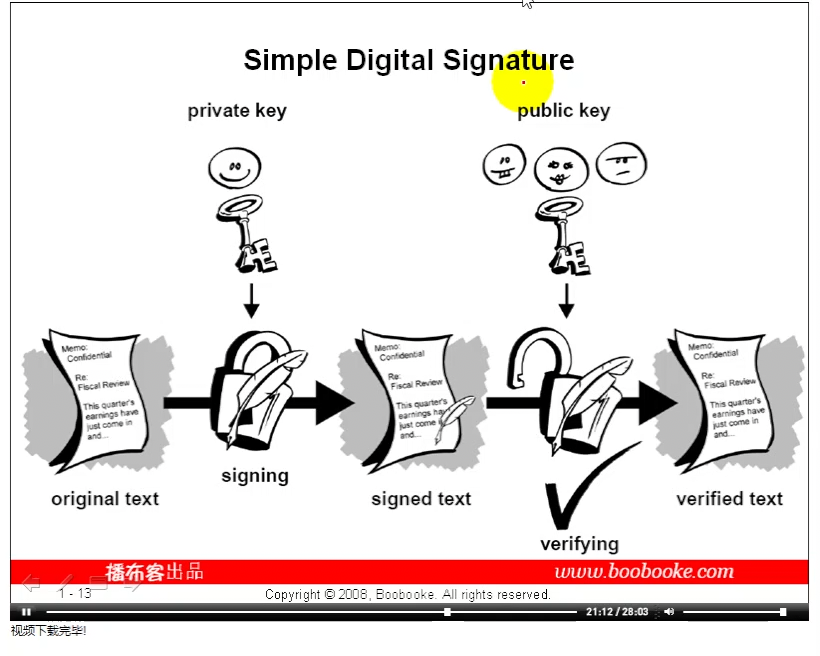 Simple Digital Signature
private key
public key
Memo:
Confidential
Re:
Fiscal Review
This quarter's
earnings have
just come in
and...
signing
original text
Memo:
Confidential
Re:
Fiscal Review
This quarter's
earnings ha
just come in
and...
signed text
Memo:
Confidential
Re:
Fiscal Review
This quarter's
earnings have
just come in
and...
verified text
verifying
播布客出品
www.boobooke.com
1 - 13
Copyright © 2008, Boobooke. All rights reserved.
21:12 / 28:03
视频下载完毕!